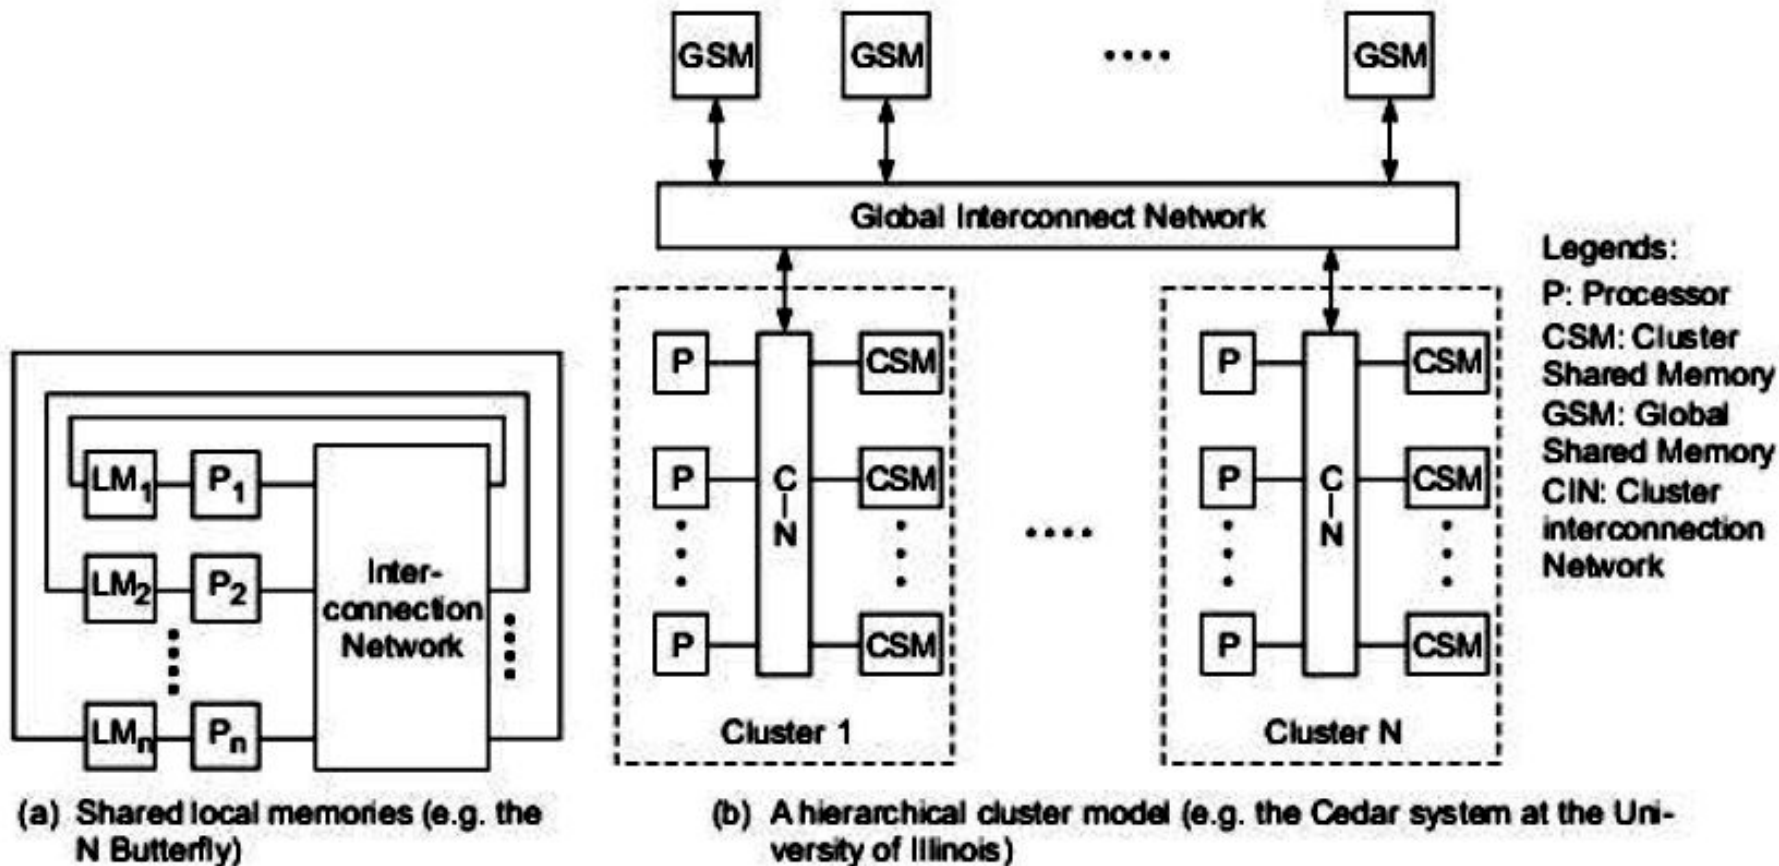 GSM GSM •••• GSM
Global Interconnect Network
Legends:
P: Processor
CSM: Cluster
Shared Memory
GSM: Global
Shared Memory
CIN: Cluster
interconnection
Network
LM1 P1
LM2 P2
LMn Pn
Inter-
connection
Network
P CSM
P CSM
P CSM
C
I
N
Cluster 1
P CSM
P CSM
P CSM
C
I
N
Cluster N
(a) Shared local memories (e.g. the
N Butterfly)
(b) A hierarchical cluster model (e.g. the Cedar system at the Uni-
versity of Illinois)